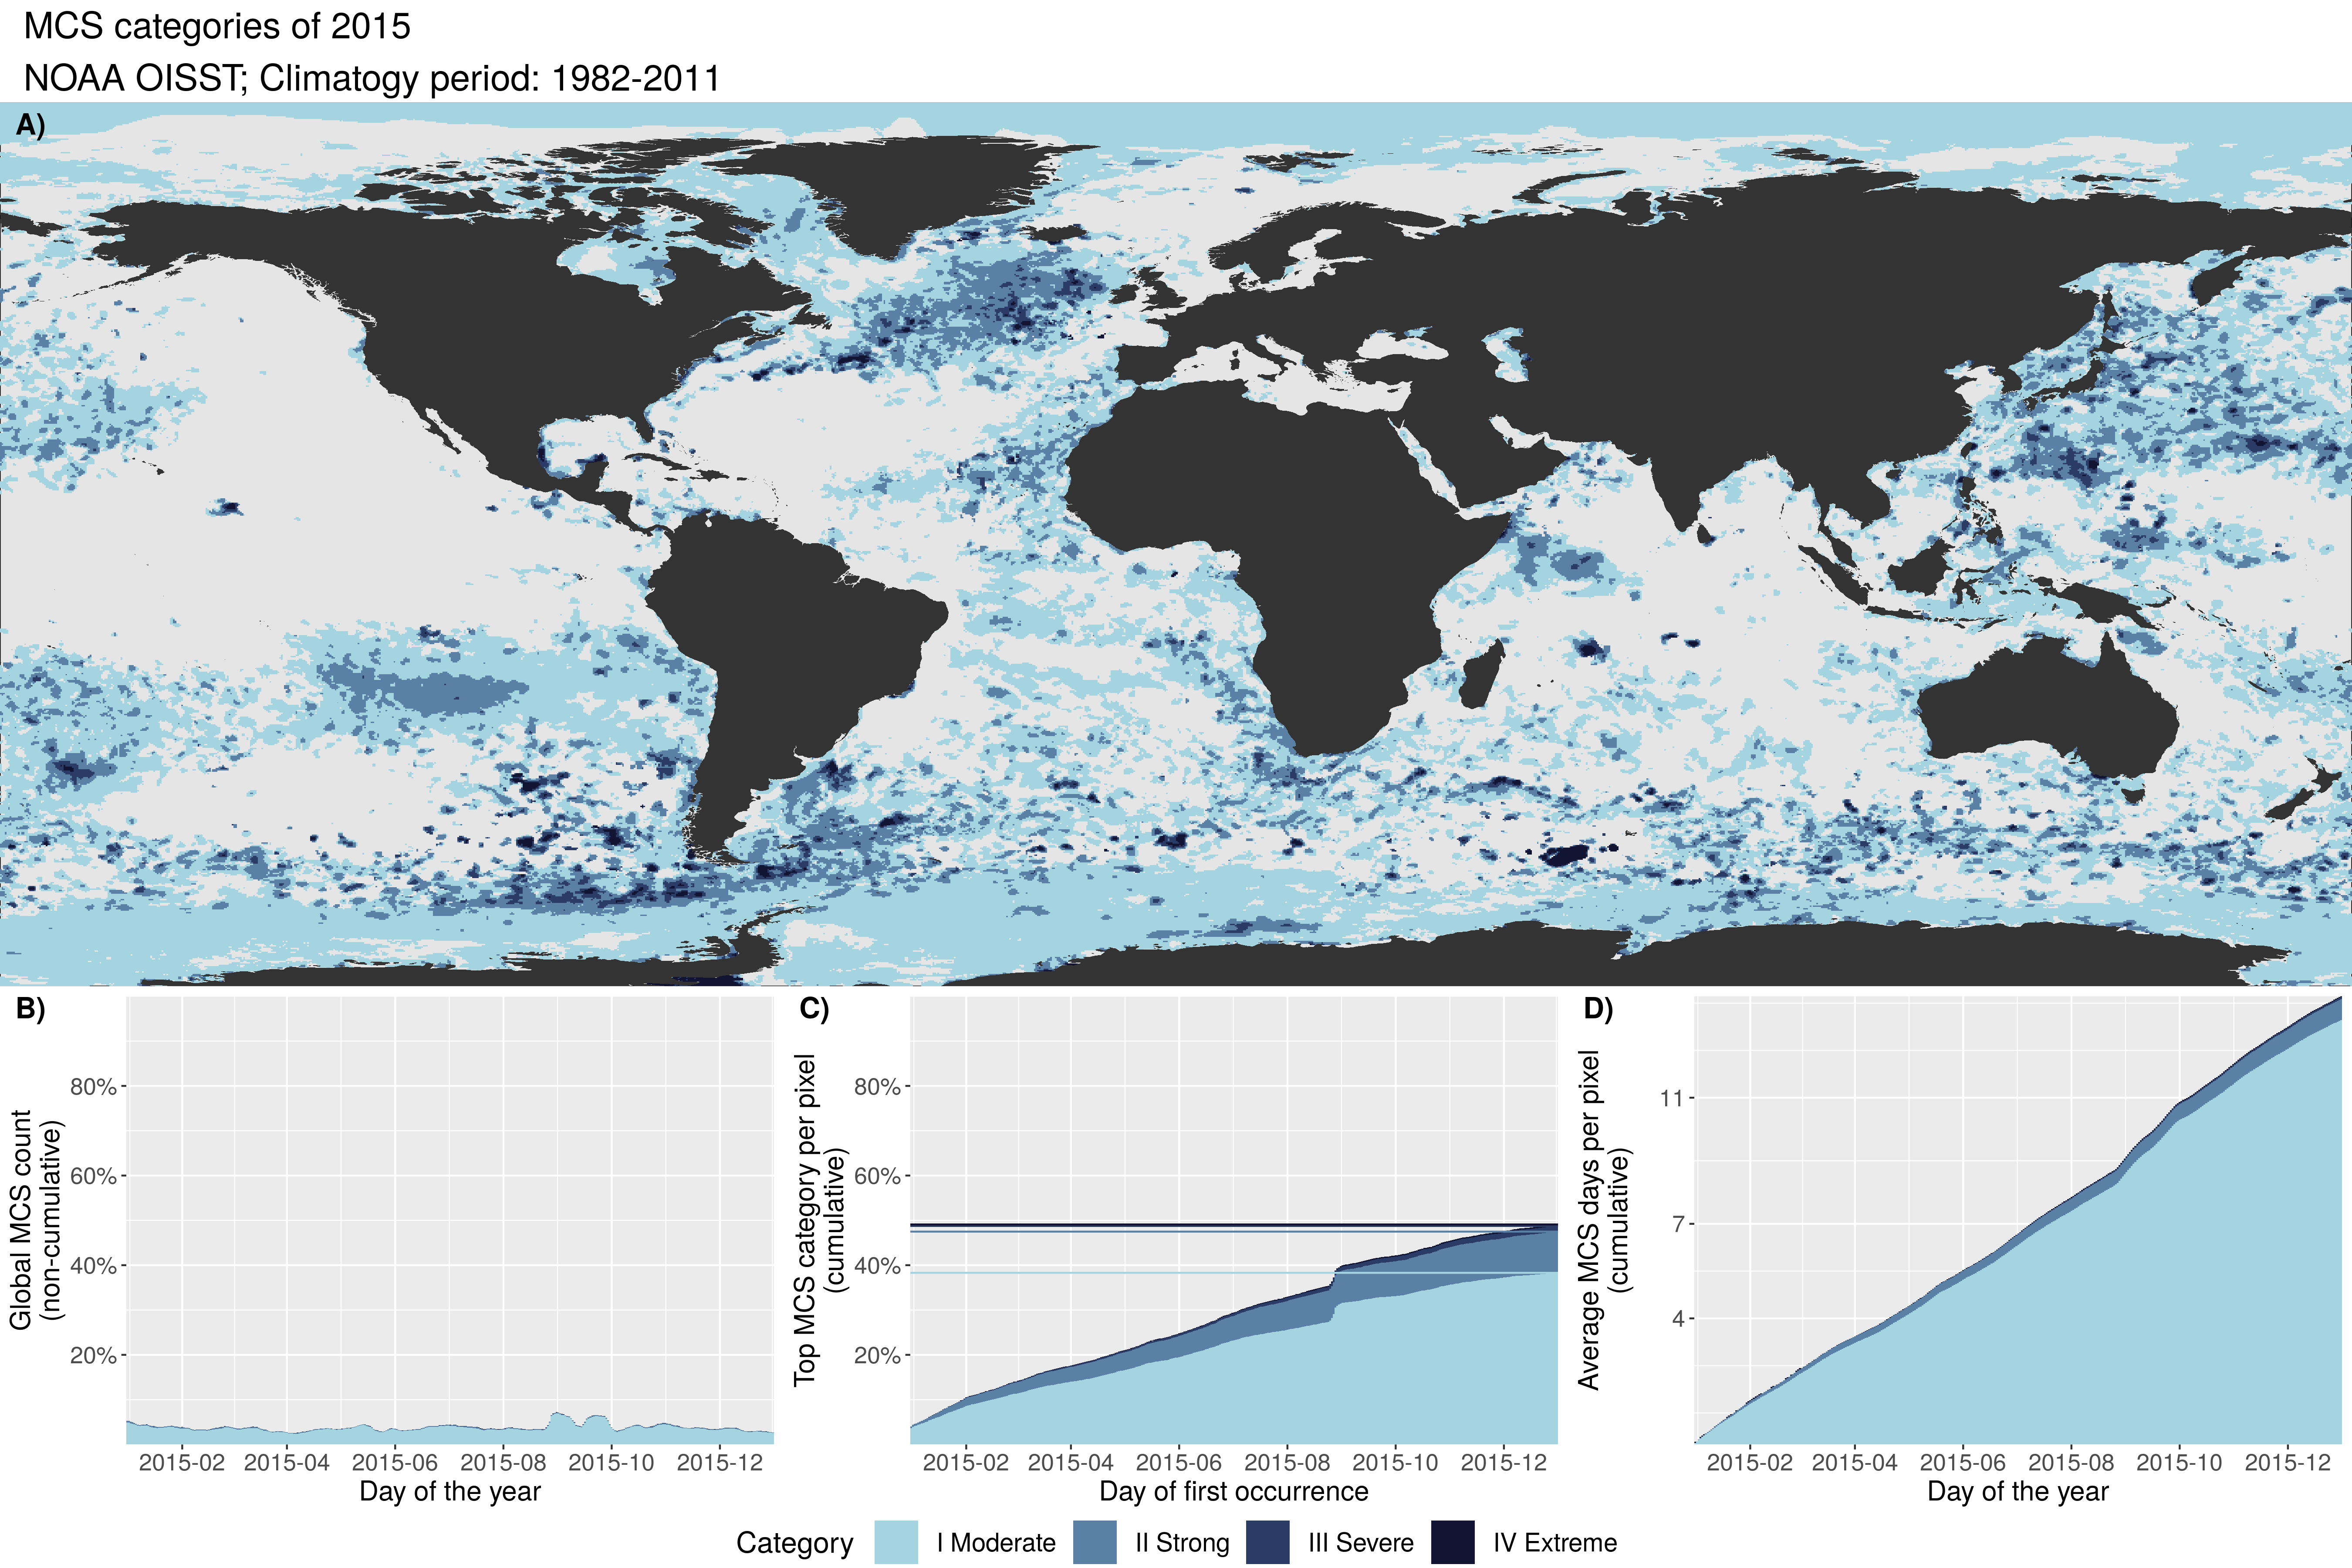 MCS categories of 2015
NOAA OISST; Climatogy period: 1982-2011
A)
B)
Global MCS count
(non-cumulative)
80%
60%
40%
20%
2015-02 2015-04 2015-06 2015-08 2015-10 2015-12
Day of the year
C)
Top MCS category per pixel
(cumulative)
80%
60%
40%
20%
2015-02 2015-04 2015-06 2015-08 2015-10 2015-12
Day of first occurrence
D)
Average MCS days per pixel
(cumulative)
11
7
4
2015-02 2015-04 2015-06 2015-08 2015-10 2015-12
Day of the year
Category I Moderate II Strong III Severe IV Extreme